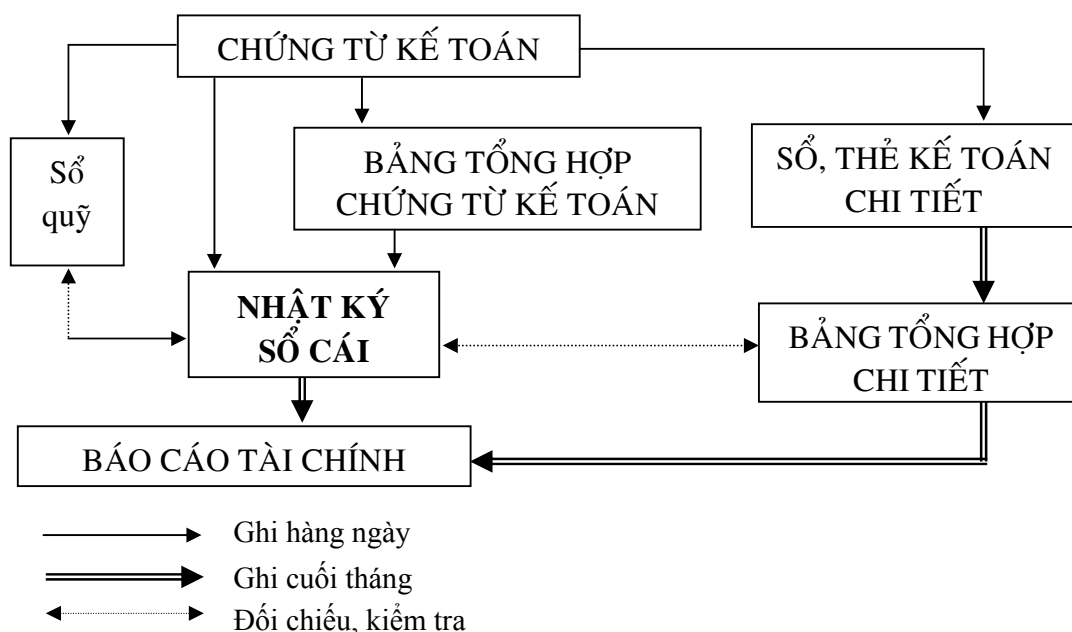 CHỨNG TỪ KẾ TOÁN
Sổ
quỹ
BẢNG TỔNG HỢP
CHỨNG TỪ KẾ TOÁN
SỔ, THẺ KẾ TOÁN
CHI TIẾT
NHẬT KÝ
SỔ CÁI
BẢNG TỔNG HỢP
CHI TIẾT
BÁO CÁO TÀI CHÍNH
Ghi hàng ngày
Ghi cuối tháng
Đối chiếu, kiểm tra